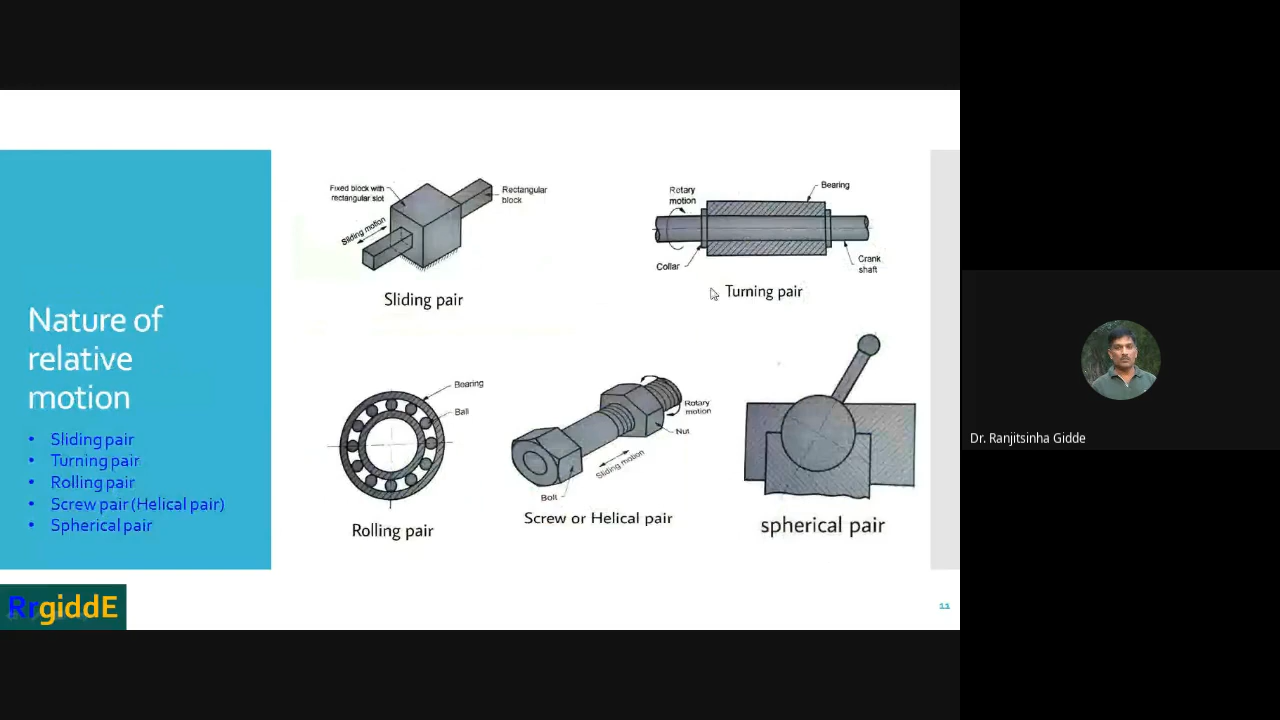 Nature of
relative
motion
• Sliding pair
• Turning pair
• Rolling pair
• Screw pair (Helical pair)
• Spherical pair
Fixed block with
rectangular slot
Rectangular
block
Sliding motion
Sliding pair
Rotary
motion
Bearing
Collar
Crank
shaft
Turning pair
Bearing
Ball
Rolling pair
Rotary
motion
Nut
Sliding motion
Bolt
Screw or Helical pair
spherical pair
RrgiddE
11
Dr. Ranjitsinha Gidde